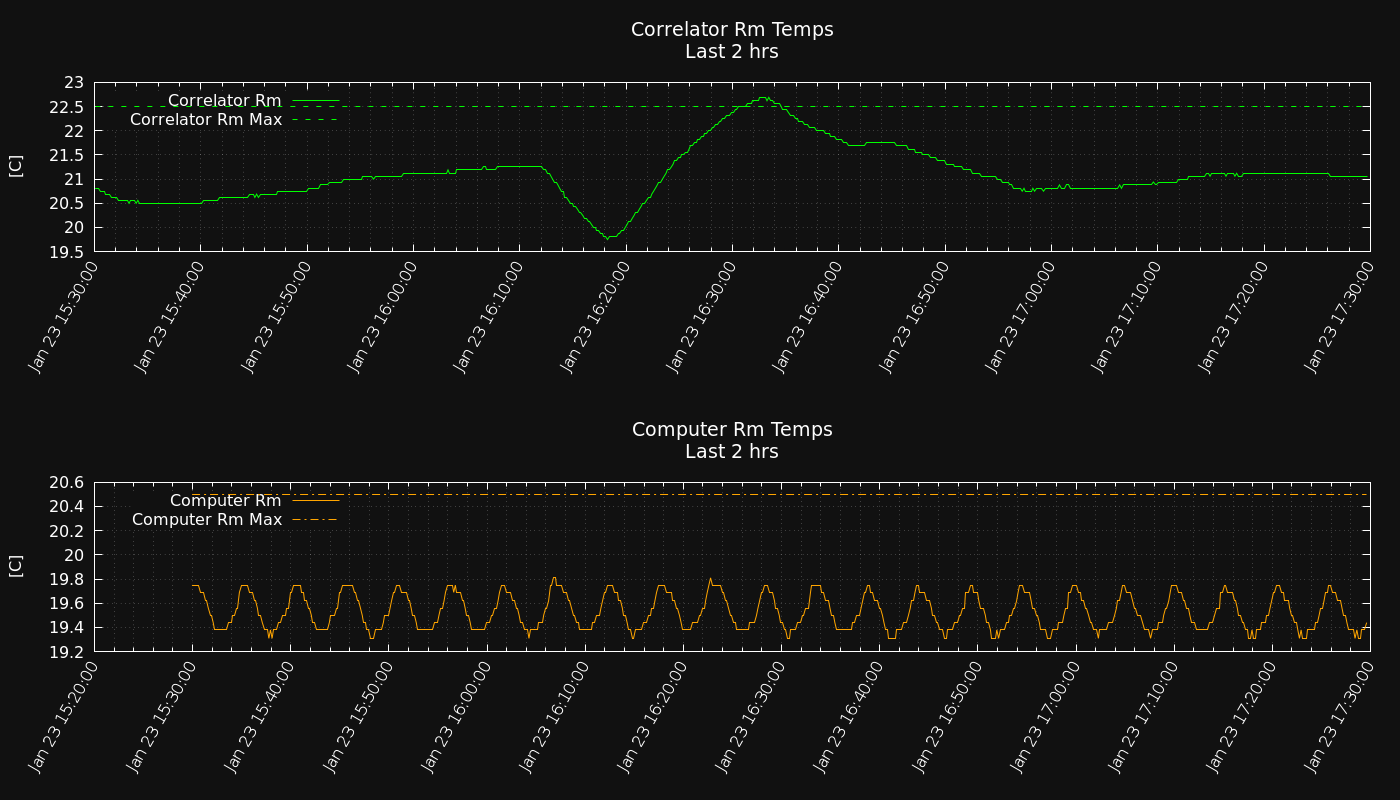 Correlator Rm Temps
Last 2 hrs
[C]
23
22.5
22
21.5
21
20.5
20
19.5
Correlator Rm
Correlator Rm Max
Jan 23 15:30:00
Jan 23 15:40:00
Jan 23 15:50:00
Jan 23 16:00:00
Jan 23 16:10:00
Jan 23 16:20:00
Jan 23 16:30:00
Jan 23 16:40:00
Jan 23 16:50:00
Jan 23 17:00:00
Jan 23 17:10:00
Jan 23 17:20:00
Jan 23 17:30:00
Computer Rm Temps
Last 2 hrs
[C]
20.6
20.4
20.2
20
19.8
19.6
19.4
19.2
Computer Rm
Computer Rm Max
Jan 23 15:20:00
Jan 23 15:30:00
Jan 23 15:40:00
Jan 23 15:50:00
Jan 23 16:00:00
Jan 23 16:10:00
Jan 23 16:20:00
Jan 23 16:30:00
Jan 23 16:40:00
Jan 23 16:50:00
Jan 23 17:00:00
Jan 23 17:10:00
Jan 23 17:20:00
Jan 23 17:30:00